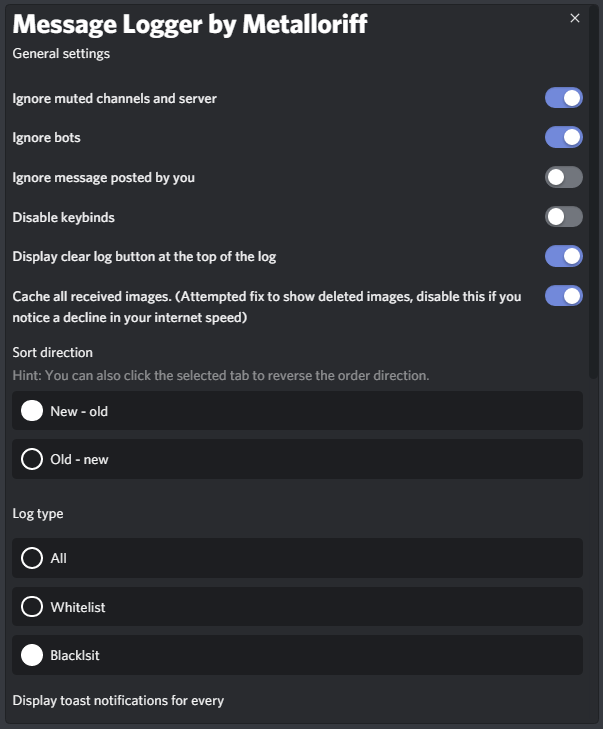 Message Logger by Metalloriff
General settings
Ignore muted channels and server
Ignore bots
Ignore message posted by you
Disable keybinds
Display clear log button at the top of the log
Cache all received images. (Attempted fix to show deleted images, disable this if you
notice a decline in your internet speed)
Sort direction
Hint: You can also click the selected tab to reverse the order direction.
New - old
Old - new
Log type
All
Whitelist
Blacklsit
Display toast notifications for every